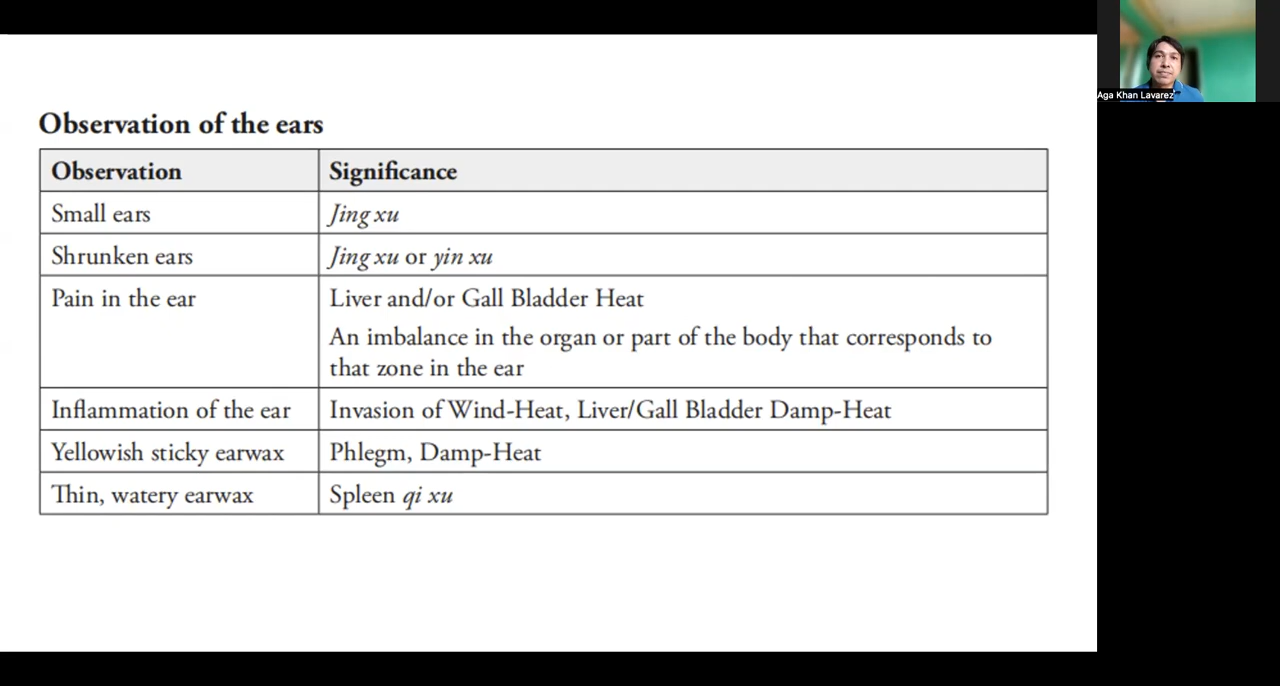 Aga Khan Lavarez
Observation of the ears
Observation Significance
Small ears Jing xu
Shrunken ears Jing xu or yin xu
Pain in the ear Liver and/or Gall Bladder Heat
An imbalance in the organ or part of the body that corresponds to
that zone in the ear
Inflammation of the ear Invasion of Wind-Heat, Liver/Gall Bladder Damp-Heat
Yellowish sticky earwax Phlegm, Damp-Heat
Thin, watery earwax Spleen qi xu